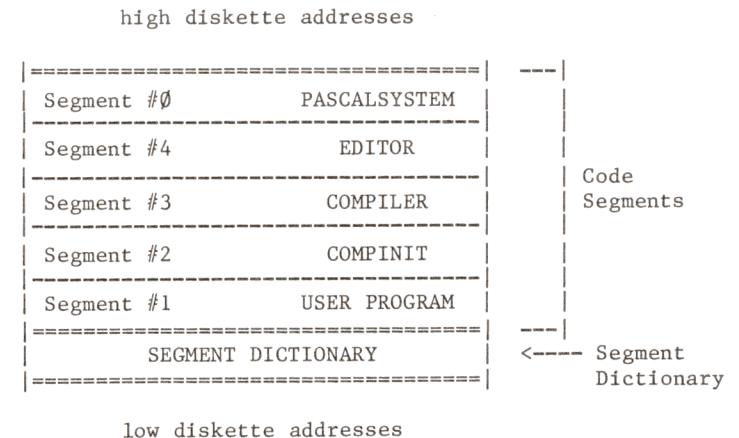 high diskette addresses
Segment #0 PASCALSYSTEM
Segment #4 EDITOR
Segment #3 COMPILER
Segment #2 COMPINIT
Segment #1 USER PROGRAM
Code
Segments
SEGMENT DICTIONARY
<---- Segment
Dictionary
low diskette addresses